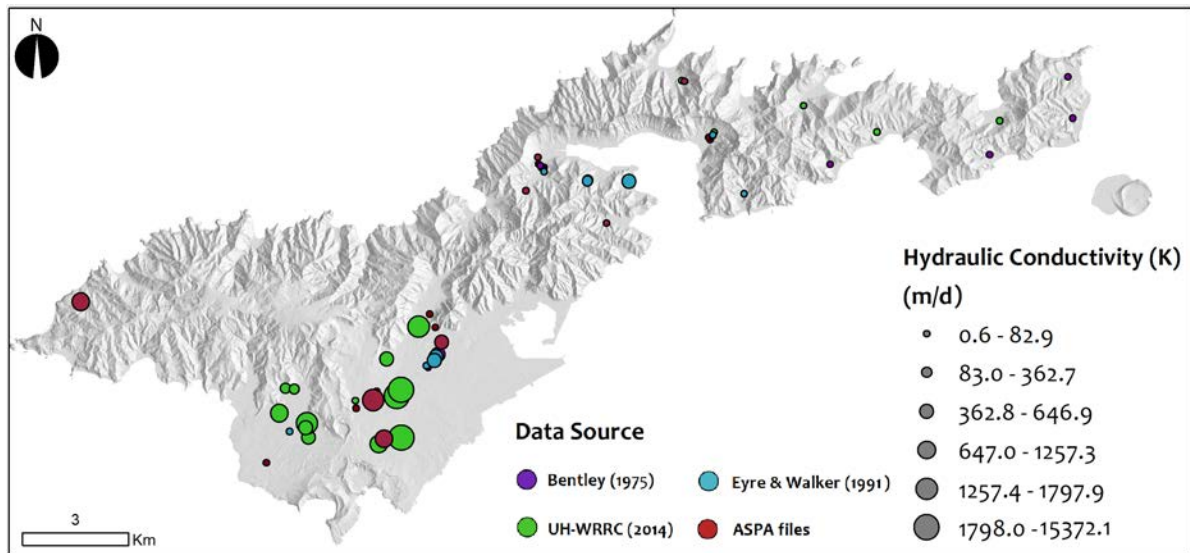 N
Hydraulic Conductivity (K)
(m/d)
0.6 - 82.9
83.0 - 362.7
362.8 - 646.9
647.0 - 1257.3
1257.4 - 1797.9
1798.0 -15372.1
Data Source
Bentley (1975)
Eyre & Walker (1991)
UH-WRRC (2014)
ASPA files
3
Km